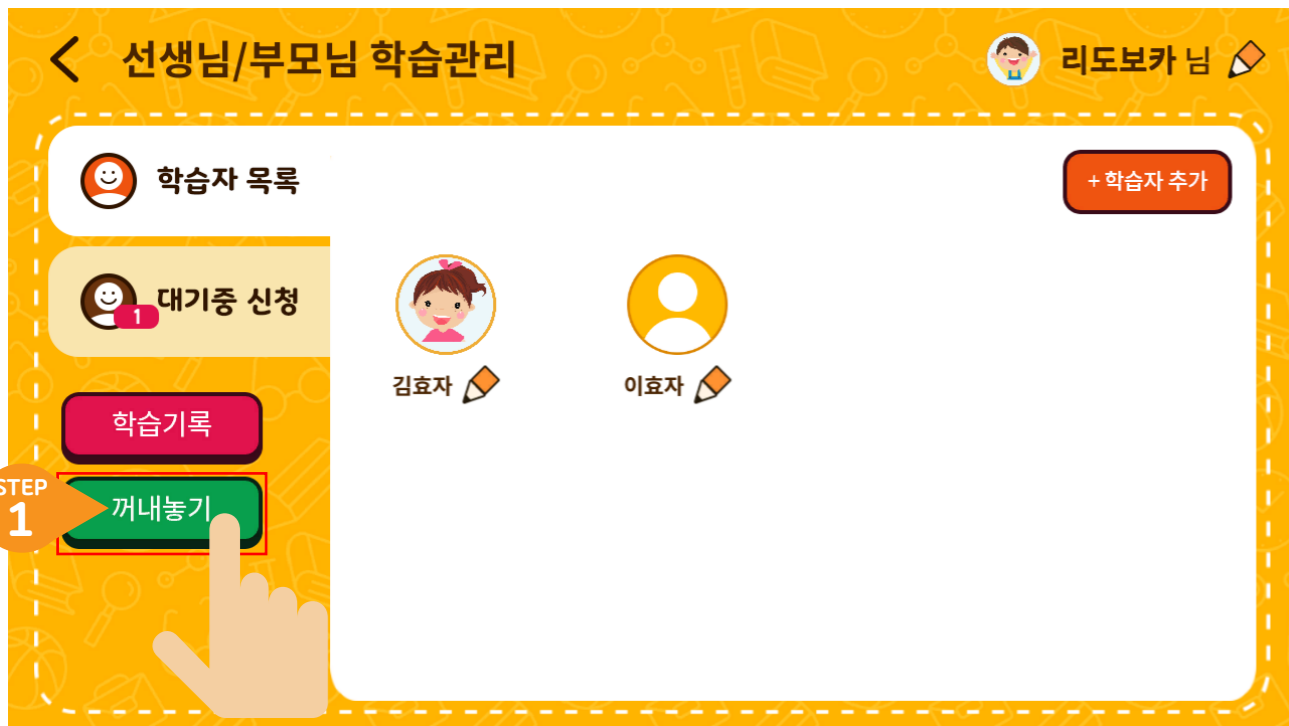 선생님/부모님 학습관리
리도보카 님
학습자 목록
+ 학습자 추가
대기중 신청
1
김효자
이효자
학습기록
STEP
1
꺼내놓기